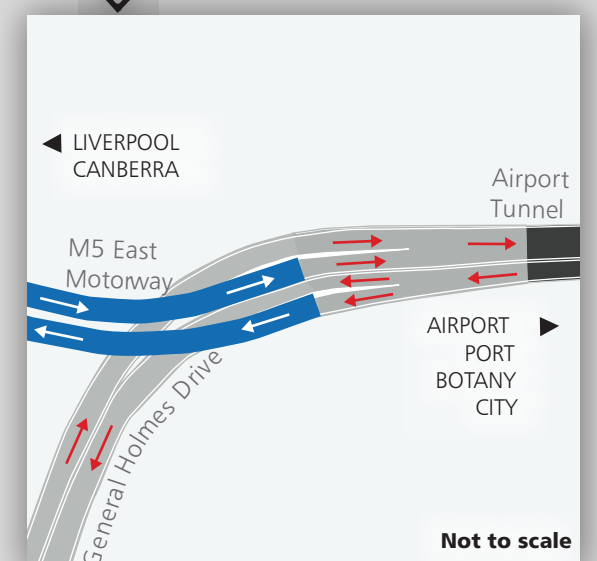 LIVERPOOL
CANBERRA
Airport
Tunnel
M5 East
Motorway
AIRPORT
PORT
BOTANY
CITY
General Holmes Drive
Not to scale